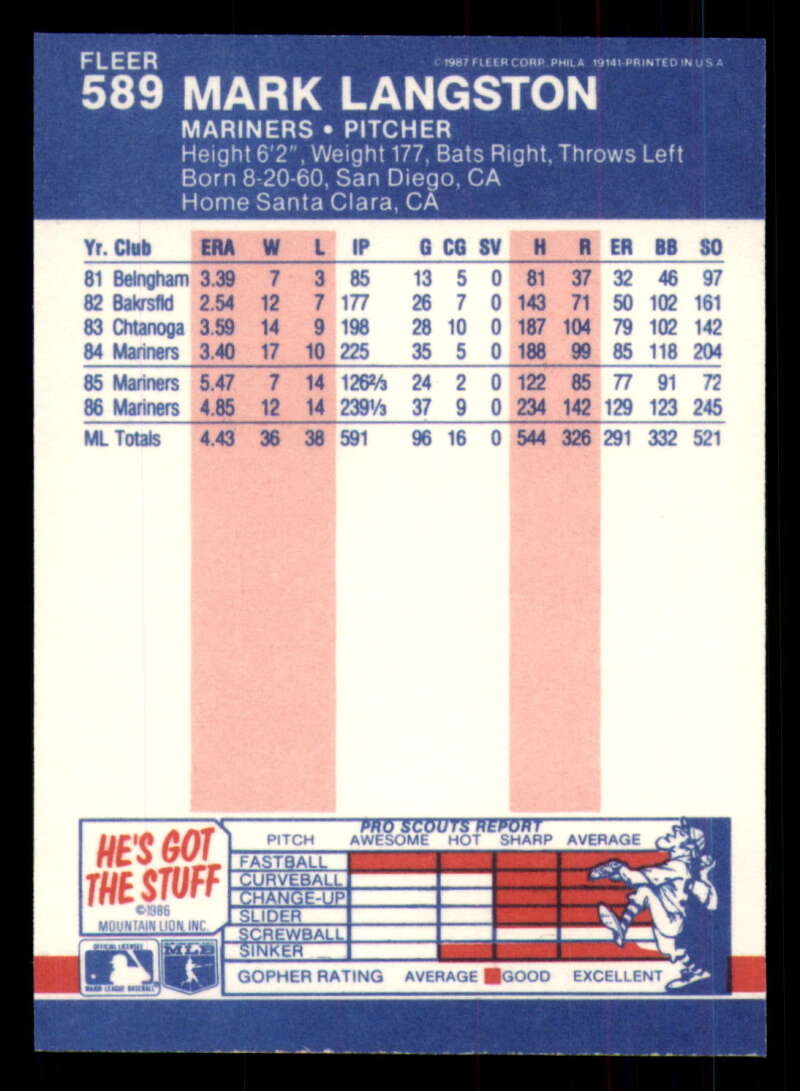 FLEER
© 1987 FLEER CORP. PHILA. 19141-PRINTED IN U S A
589 MARK LANGSTON
MARINERS • PITCHER
Height 6'2", Weight 177, Bats Right, Throws Left
Born 8-20-60, San Diego, CA
Home Santa Clara, CA
Yr. Club ERA W L IP G CG SV H R ER BB SO
81 Belngham 3.39 7 3 85 13 5 0 81 37 32 46 97
82 Bakrsfld 2.54 12 7 177 26 7 0 143 71 50 102 161
83 Chtanoga 3.59 14 9 198 28 10 0 187 104 79 102 142
84 Mariners 3.40 17 10 225 35 5 0 188 99 85 118 204
85 Mariners 5.47 7 14 126⅔ 24 2 0 122 85 77 91 72
86 Mariners 4.85 12 14 239⅓ 37 9 0 234 142 129 123 245
ML Totals 4.43 36 38 591 96 16 0 544 326 291 332 521
HE'S GOT
THE STUFF
©1986
MOUNTAIN LION, INC.
OFFICIAL LICENSEE
MAJOR LEAGUE BASEBALL
MLB
PRO SCOUTS REPORT
PITCH AWESOME HOT SHARP AVERAGE
FASTBALL
CURVEBALL
CHANGE-UP
SLIDER
SCREWBALL
SINKER
GOPHER RATING AVERAGE GOOD EXCELLENT